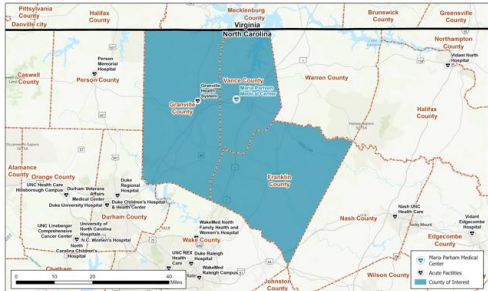 Pittsylvania
County
Danville city
Halifax
County
Mecklenburg
County
Brunswick
County
Greensville
County
Virginia
North Carolina
Northampton
County
Vidant North
Hospital
Person
Memorial
Hospital
Caswell
County
Person County
Granville
Health
System
Vance County
Maria Parham
Medical Center
Warren County
Granville
County
Halifax
County
Alamance
County
Orange County
UNC Health Care
Hillsborough Campus
Durham Veterans
Affairs
Medical Center
Duke
Regional
Hospital
Duke University Hospital
Duke Children's Hospital
& Health Center
Franklin
County
Durham County
UNC Lineberger
Comprehensive
Cancer Center
University of
North Carolina
Hospitals
N.C. Women's Hospital
North
Carolina Children's
Hospital
WakeMed North
Family Health and
Women's Hospital
Wake County
Nash County
Nash UNC
Health Care
Rocky Mount
Vidant
Edgecombe
Hospital
Edgecombe
County
UNC REX
Health
Care
Duke Raleigh
Hospital
WakeMed
Raleigh Campus
Chatham
Johnston
County
Wilson County
0 10 20 40
Miles
Maria Parham
Medical Center
Acute Facilities
County of Interest